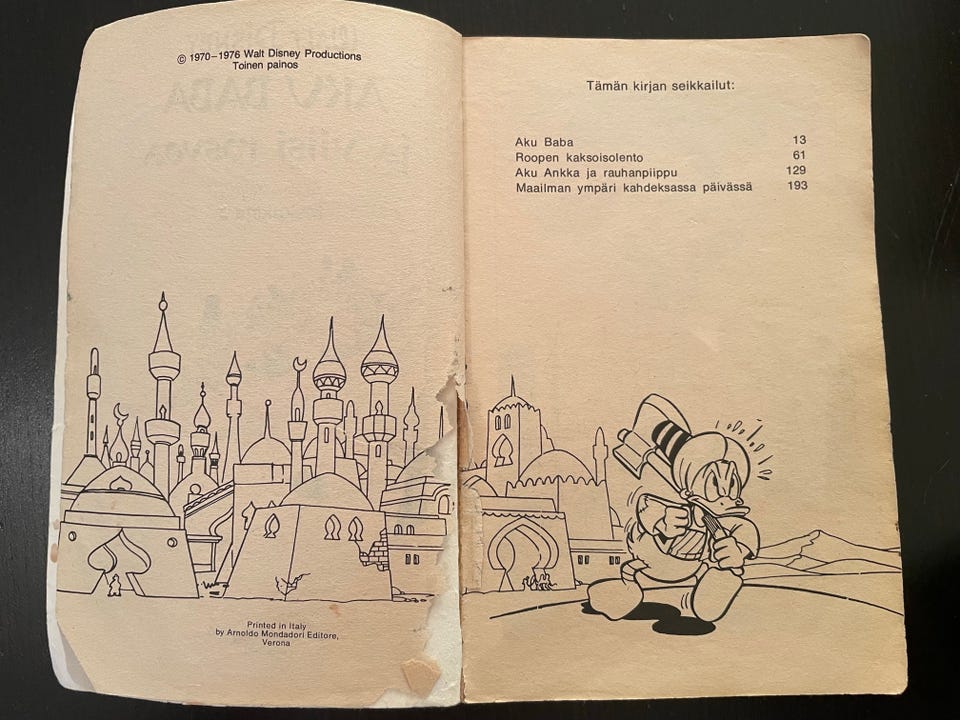 © 1970–1976 Walt Disney Productions
Toinen painos
Printed in Italy
by Arnoldo Mondadori Editore,
Verona
Tämän kirjan seikkailut:
Aku Baba 13
Roopen kaksoisolento 61
Aku Ankka ja rauhanpiippu 129
Maailman ympäri kahdeksassa päivässä 193